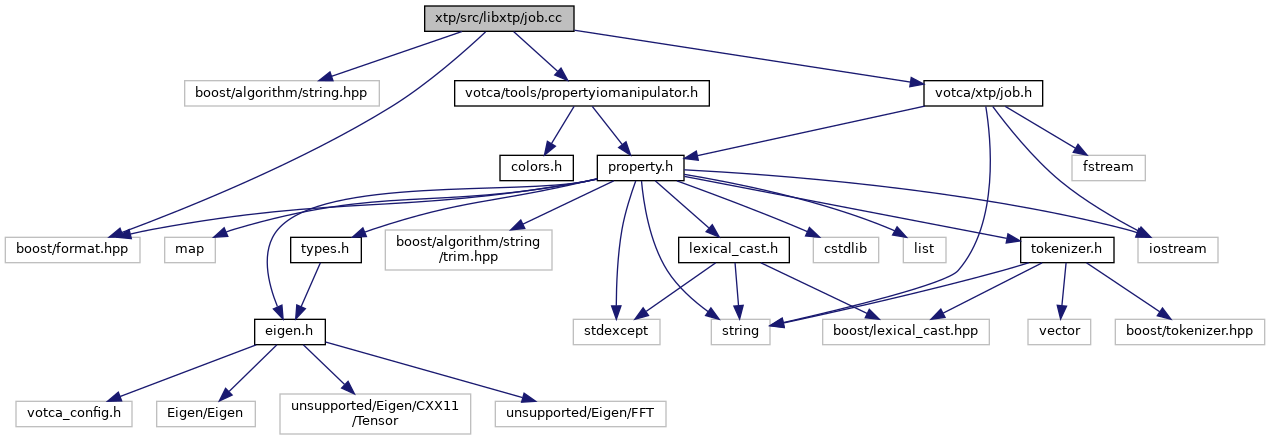 xtp/src/libxtp/job.cc
boost/algorithm/string.hpp
votca/tools/propertyiomanipulator.h
votca/xtp/job.h
colors.h
property.h
fstream
boost/format.hpp
map
types.h
boost/algorithm/string
/trim.hpp
lexical_cast.h
cstdlib
list
tokenizer.h
iostream
eigen.h
stdexcept
string
boost/lexical_cast.hpp
vector
boost/tokenizer.hpp
votca_config.h
Eigen/Eigen
unsupported/Eigen/CXX11
/Tensor
unsupported/Eigen/FFT